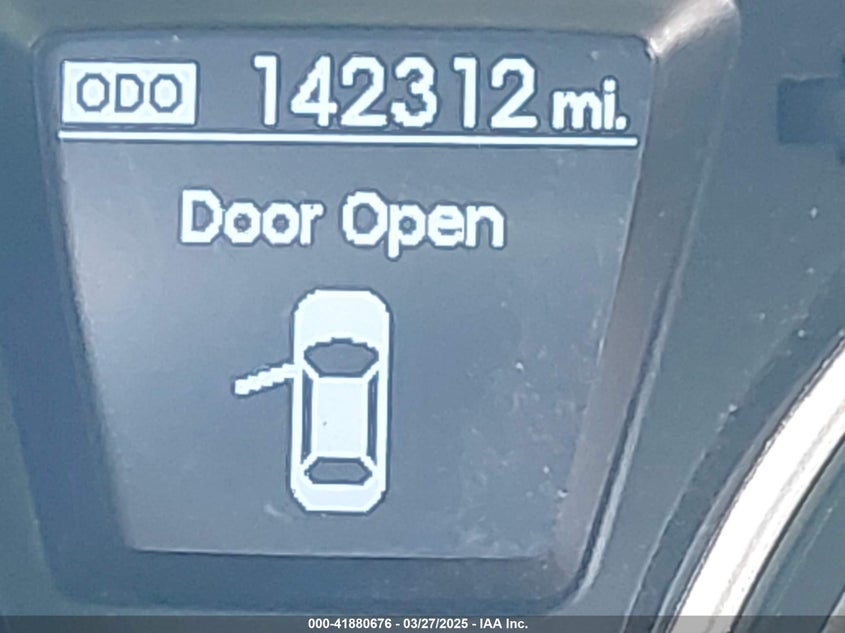 ODO 142312 mi.
Door Open
000-41880676 - 03/27/2025 - IAA Inc.